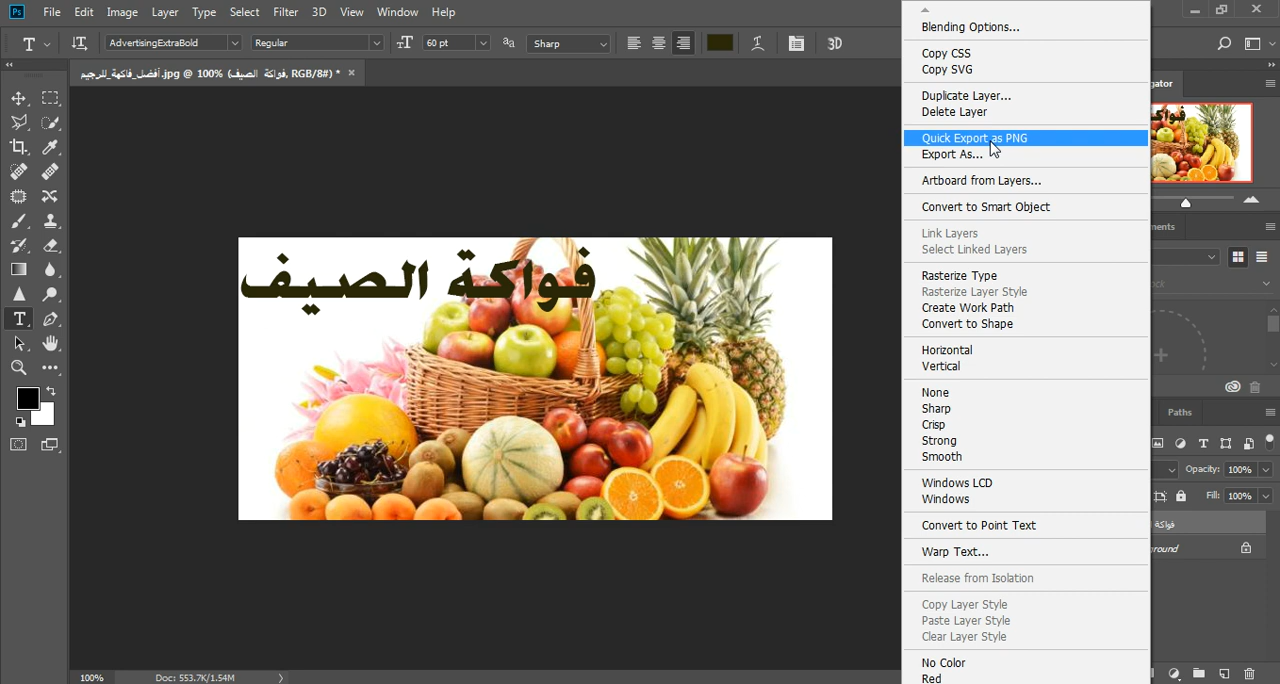 Ps File Edit Image Layer Type Select Filter 3D View Window Help
T AdvertisingExtraBold Regular 60 pt aa Sharp 3D
أفضل_فاكهة_للرجيم.jpg @ 100% (فواكة الصيف, RGB/8#) *
فواكة الصيف
100% Doc: 553.7K/1.54M
Blending Options...
Copy CSS
Copy SVG
Duplicate Layer...
Delete Layer
Quick Export as PNG
Export As...
Artboard from Layers...
Convert to Smart Object
Link Layers
Select Linked Layers
Rasterize Type
Rasterize Layer Style
Create Work Path
Convert to Shape
Horizontal
Vertical
None
Sharp
Crisp
Strong
Smooth
Windows LCD
Windows
Convert to Point Text
Warp Text...
Release from Isolation
Copy Layer Style
Paste Layer Style
Clear Layer Style
No Color
Red
gator
ments
ock
Paths
Opacity: 100%
Fill: 100%
فواكة ا
ground